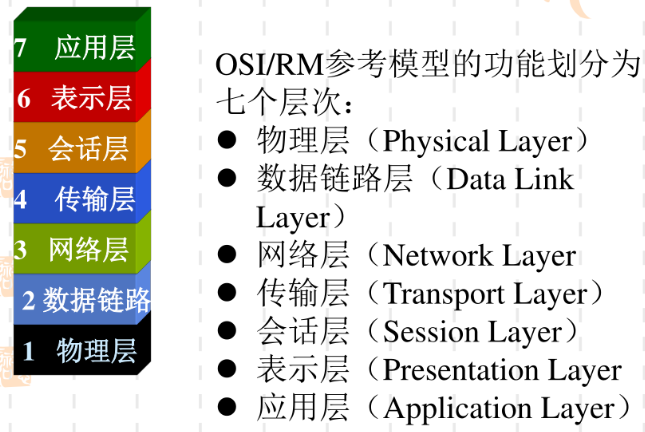 7 应用层
6 表示层
5 会话层
4 传输层
3 网络层
2 数据链路
1 物理层
OSI/RM参考模型的功能划分为
七个层次：
● 物理层（Physical Layer）
● 数据链路层（Data Link
Layer）
● 网络层（Network Layer
● 传输层（Transport Layer）
● 会话层（Session Layer）
● 表示层（Presentation Layer
● 应用层（Application Layer）